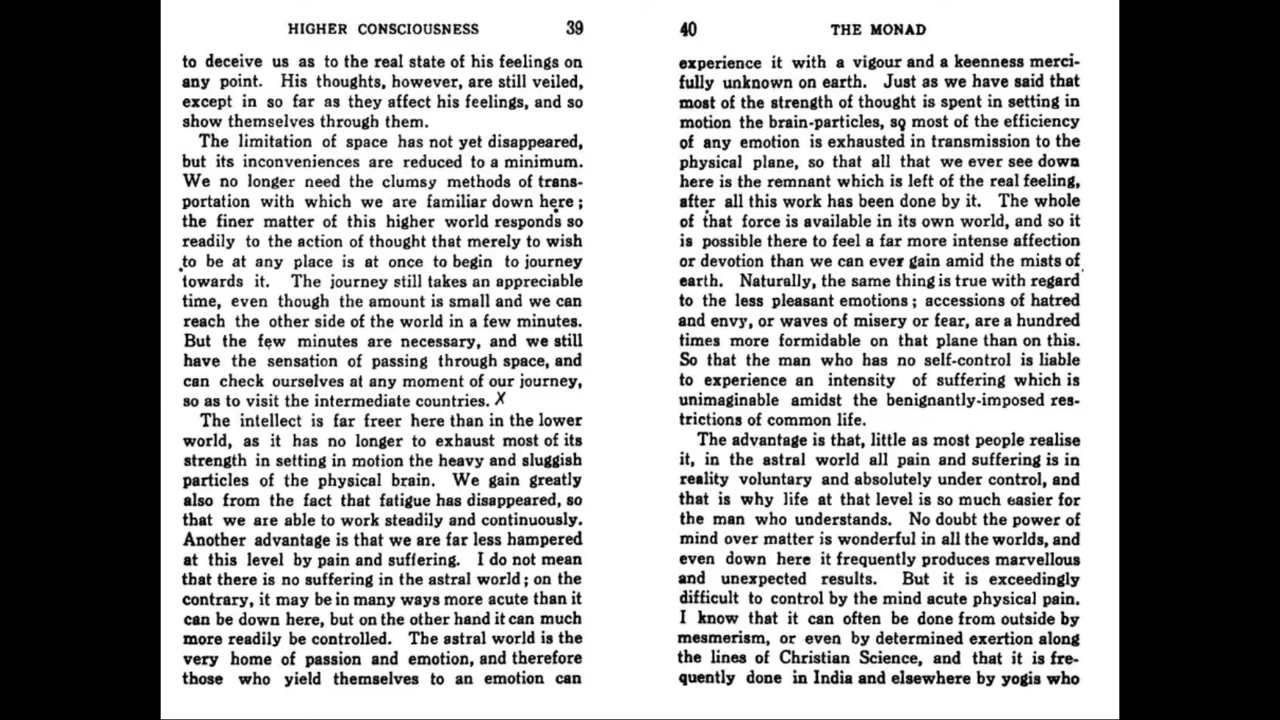 HIGHER CONSCIOUSNESS 39
to deceive us as to the real state of his feelings on
any point. His thoughts, however, are still veiled,
except in so far as they affect his feelings, and so
show themselves through them.
The limitation of space has not yet disappeared,
but its inconveniences are reduced to a minimum.
We no longer need the clumsy methods of trans-
portation with which we are familiar down here;
the finer matter of this higher world responds so
readily to the action of thought that merely to wish
to be at any place is at once to begin to journey
towards it. The journey still takes an appreciable
time, even though the amount is small and we can
reach the other side of the world in a few minutes.
But the few minutes are necessary, and we still
have the sensation of passing through space, and
can check ourselves at any moment of our journey,
so as to visit the intermediate countries. X
The intellect is far freer here than in the lower
world, as it has no longer to exhaust most of its
strength in setting in motion the heavy and sluggish
particles of the physical brain. We gain greatly
also from the fact that fatigue has disappeared, so
that we are able to work steadily and continuously.
Another advantage is that we are far less hampered
at this level by pain and suffering. I do not mean
that there is no suffering in the astral world; on the
contrary, it may be in many ways more acute than it
can be down here, but on the other hand it can much
more readily be controlled. The astral world is the
very home of passion and emotion, and therefore
those who yield themselves to an emotion can
40 THE MONAD
experience it with a vigour and a keenness merci-
fully unknown on earth. Just as we have said that
most of the strength of thought is spent in setting in
motion the brain-particles, so most of the efficiency
of any emotion is exhausted in transmission to the
physical plane, so that all that we ever see down
here is the remnant which is left of the real feeling,
after all this work has been done by it. The whole
of that force is available in its own world, and so it
is possible there to feel a far more intense affection
or devotion than we can ever gain amid the mists of
earth. Naturally, the same thing is true with regard
to the less pleasant emotions; accessions of hatred
and envy, or waves of misery or fear, are a hundred
times more formidable on that plane than on this.
So that the man who has no self-control is liable
to experience an intensity of suffering which is
unimaginable amidst the benignantly-imposed res-
trictions of common life.
The advantage is that, little as most people realise
it, in the astral world all pain and suffering is in
reality voluntary and absolutely under control, and
that is why life at that level is so much easier for
the man who understands. No doubt the power of
mind over matter is wonderful in all the worlds, and
even down here it frequently produces marvellous
and unexpected results. But it is exceedingly
difficult to control by the mind acute physical pain.
I know that it can often be done from outside by
mesmerism, or even by determined exertion along
the lines of Christian Science, and that it is fre-
quently done in India and elsewhere by yogis who